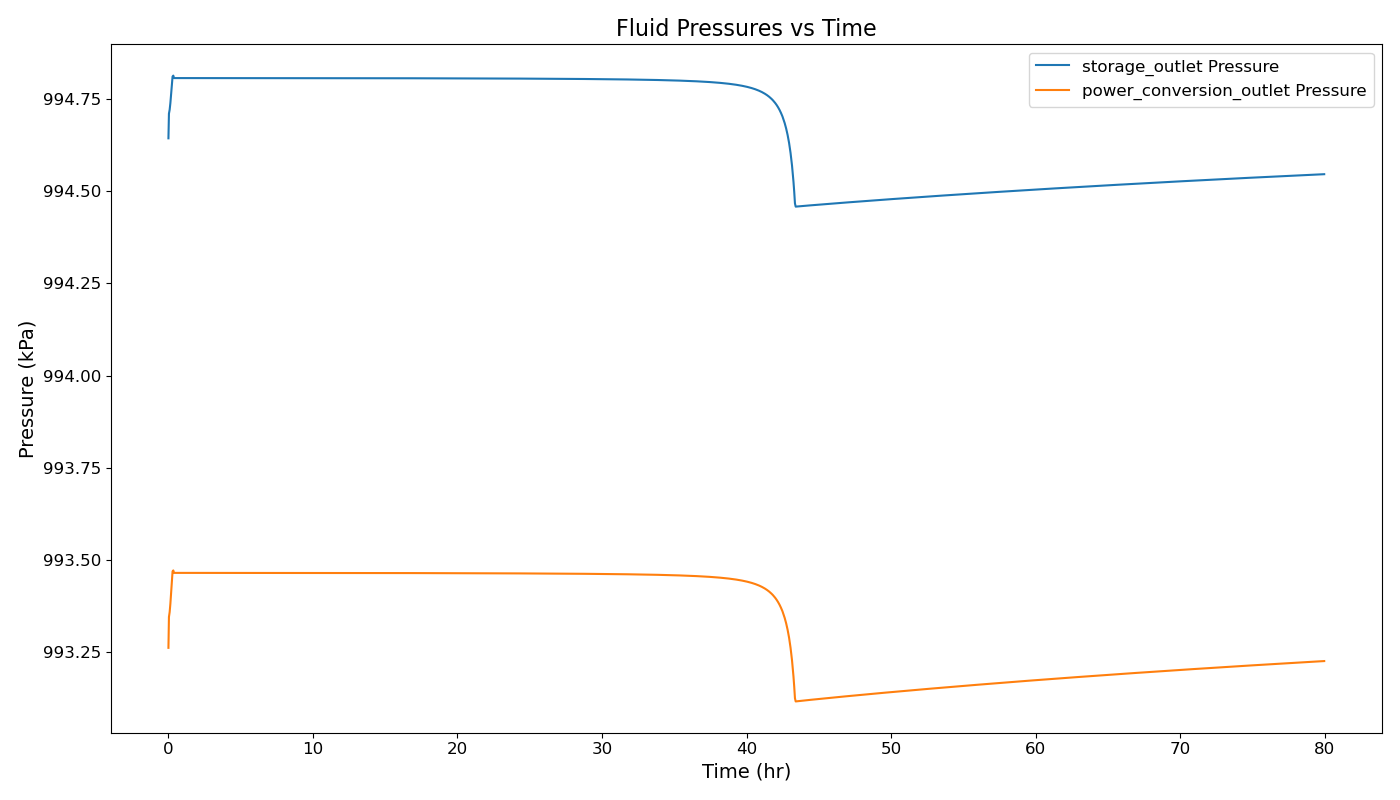 Fluid Pressures vs Time
storage_outlet Pressure
power_conversion_outlet Pressure
Pressure (kPa)
994.75
994.50
994.25
994.00
993.75
993.50
993.25
0 10 20 30 40 50 60 70 80
Time (hr)